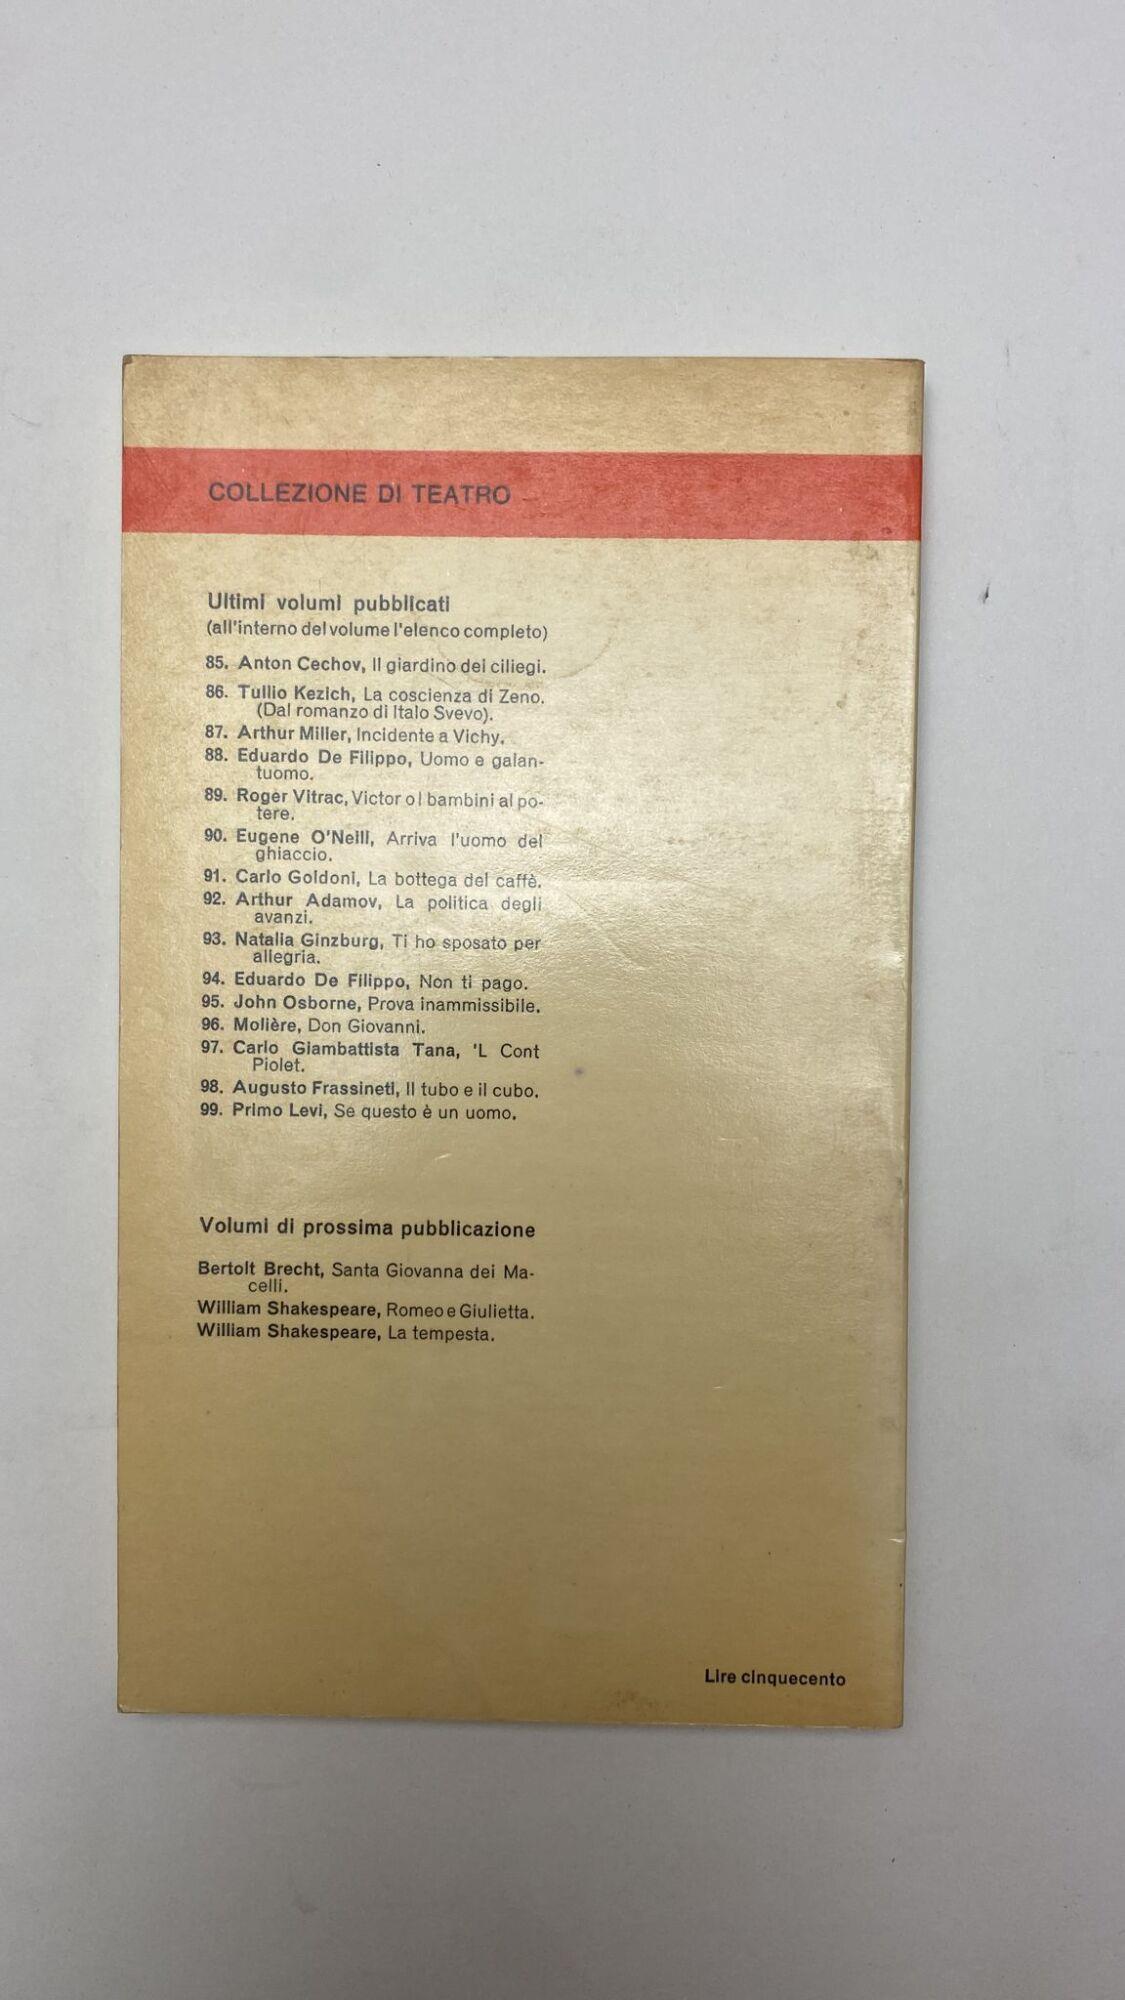 COLLEZIONE DI TEATRO
Ultimi volumi pubblicati
(all'interno del volume l'elenco completo)
85. Anton Cechov, Il giardino dei ciliegi.
86. Tullio Kezich, La coscienza di Zeno.
(Dal romanzo di Italo Svevo).
87. Arthur Miller, Incidente a Vichy.
88. Eduardo De Filippo, Uomo e galan-
tuomo.
89. Roger Vitrac, Victor o i bambini al po-
tere.
90. Eugene O'Neill, Arriva l'uomo del
ghiaccio.
91. Carlo Goldoni, La bottega del caffè.
92. Arthur Adamov, La politica degli
avanzi.
93. Natalia Ginzburg, Ti ho sposato per
allegria.
94. Eduardo De Filippo, Non ti pago.
95. John Osborne, Prova inammissibile.
96. Molière, Don Giovanni.
97. Carlo Giambattista Tana, 'L Cont
Piolet.
98. Augusto Frassineti, Il tubo e il cubo.
99. Primo Levi, Se questo è un uomo.
Volumi di prossima pubblicazione
Bertolt Brecht, Santa Giovanna dei Ma-
celli.
William Shakespeare, Romeo e Giulietta.
William Shakespeare, La tempesta.
Lire cinquecento